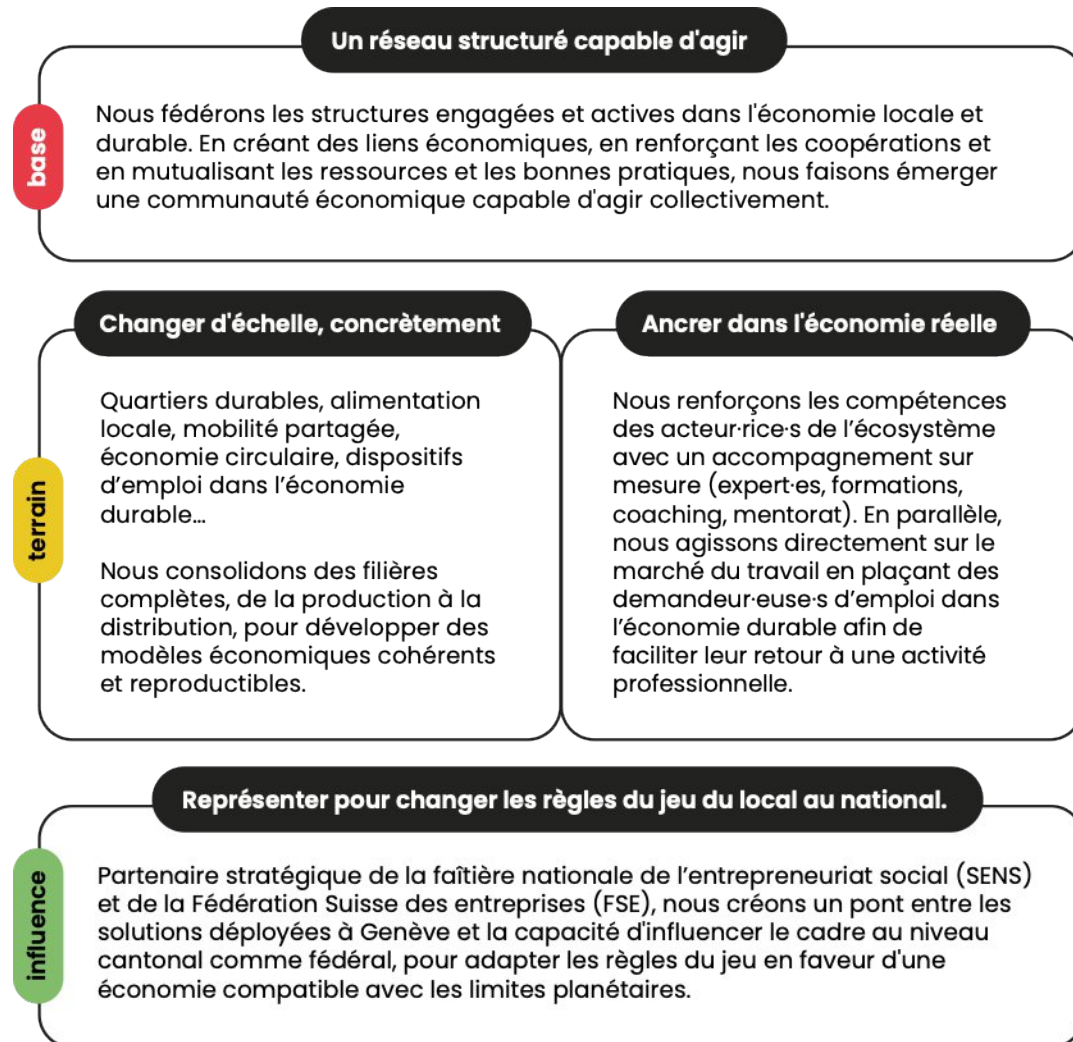 Un réseau structuré capable d'agir
base
Nous fédérons les structures engagées et actives dans l'économie locale et
durable. En créant des liens économiques, en renforçant les coopérations et
en mutualisant les ressources et les bonnes pratiques, nous faisons émerger
une communauté économique capable d'agir collectivement.
terrain
Changer d'échelle, concrètement
Quartiers durables, alimentation
locale, mobilité partagée,
économie circulaire, dispositifs
d’emploi dans l’économie
durable…
Nous consolidons des filières
complètes, de la production à la
distribution, pour développer des
modèles économiques cohérents
et reproductibles.
Ancrer dans l'économie réelle
Nous renforçons les compétences
des acteur·rice·s de l’écosystème
avec un accompagnement sur
mesure (expert·es, formations,
coaching, mentorat). En parallèle,
nous agissons directement sur le
marché du travail en plaçant des
demandeur·euse·s d’emploi dans
l’économie durable afin de
faciliter leur retour à une activité
professionnelle.
Représenter pour changer les règles du jeu du local au national.
influence
Partenaire stratégique de la faîtière nationale de l’entrepreneuriat social (SENS)
et de la Fédération Suisse des entreprises (FSE), nous créons un pont entre les
solutions déployées à Genève et la capacité d'influencer le cadre au niveau
cantonal comme fédéral, pour adapter les règles du jeu en faveur d'une
économie compatible avec les limites planétaires.